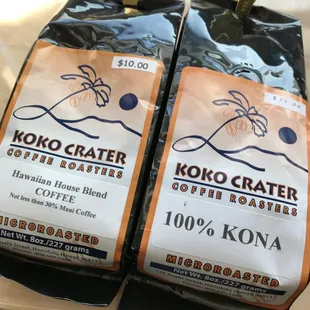 $10.00
KOKO CRATER
COFFEE ROASTERS
Hawaiian House Blend
COFFEE
Not less than 30% Maui Coffee
MICROROASTED
Net Wt. 8oz./227 grams
KOKO CRATER
COFFEE ROASTERS
100% KONA
MICROROASTED
Net Wt. 8oz./227 grams